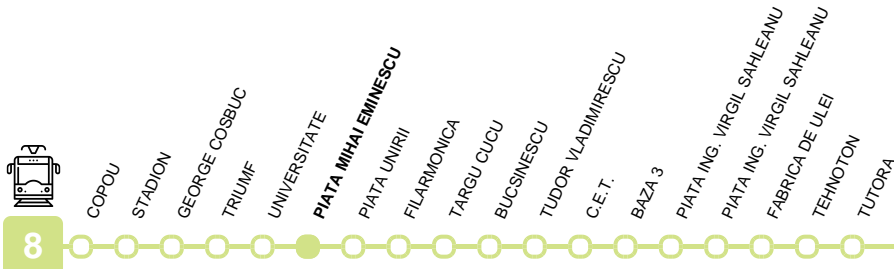 COPOU
STADION
GEORGE COSBUC
TRIUMF
UNIVERSITATE
PIATA MIHAI EMINESCU
PIATA UNIRII
FILARMONICA
TARGU CUCU
BUCSINESCU
TUDOR VLADIMIRESCU
C.E.T.
BAZA 3
PIATA ING. VIRGIL SAHLEANU
PIATA ING. VIRGIL SAHLEANU
FABRICA DE ULEI
TEHNOTON
TUTORA
8